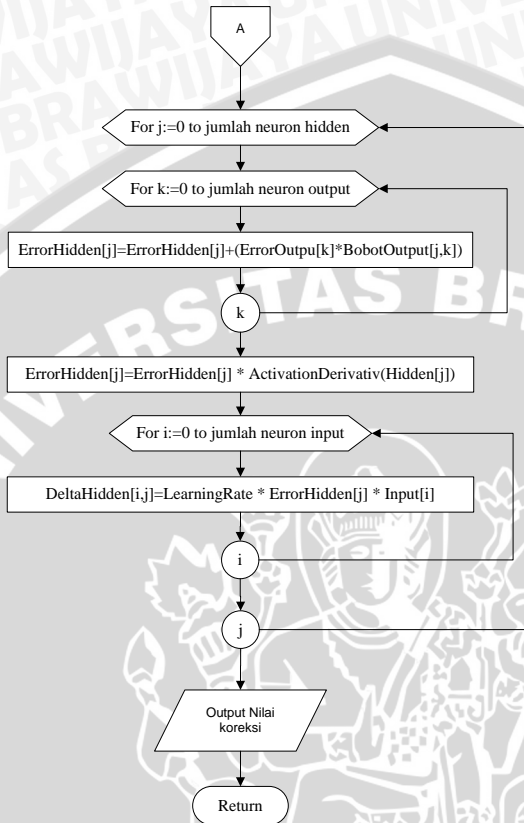 A
For j:=0 to jumlah neuron hidden
For k:=0 to jumlah neuron output
ErrorHidden[j]=ErrorHidden[j]+(ErrorOutpu[k]*BobotOutput[j,k])
k
ErrorHidden[j]=ErrorHidden[j] * ActivationDerivativ(Hidden[j])
For i:=0 to jumlah neuron input
DeltaHidden[i,j]=LearningRate * ErrorHidden[j] * Input[i]
i
j
Output Nilai
koreksi
Return